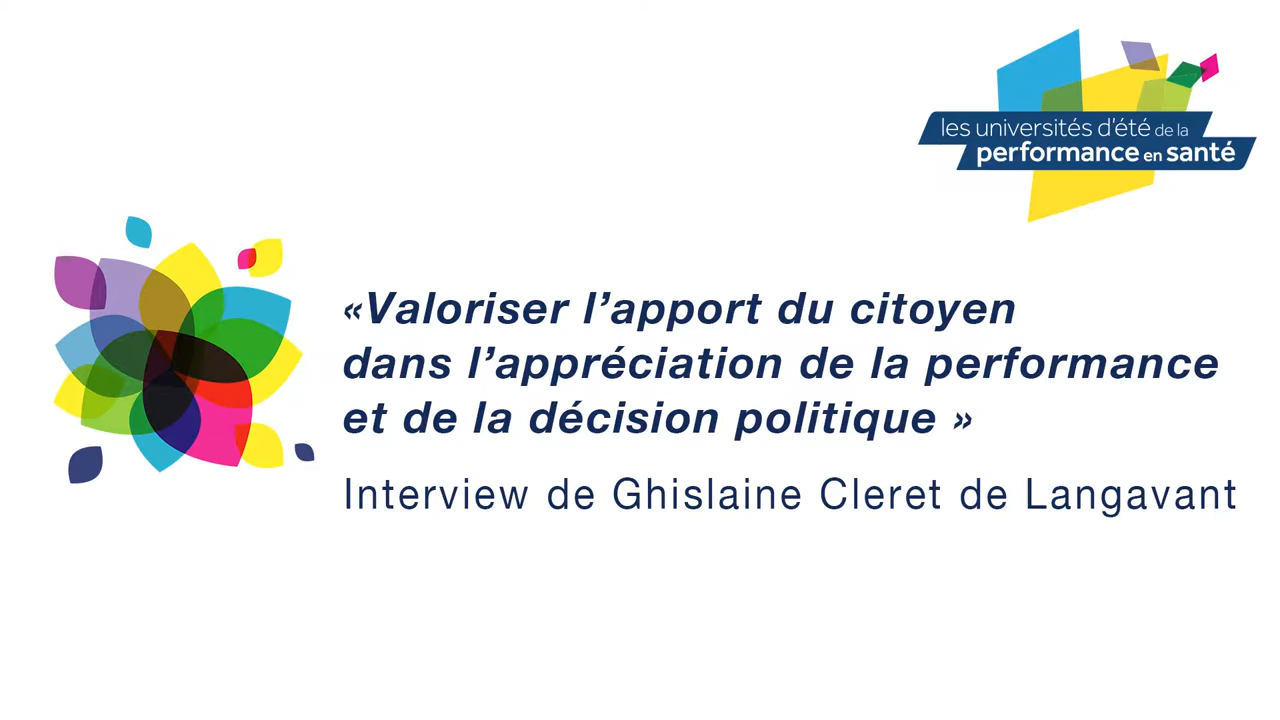 les universités d'été de la
performance en santé
«Valoriser l’apport du citoyen
dans l’appréciation de la performance
et de la décision politique »
Interview de Ghislaine Cleret de Langavant